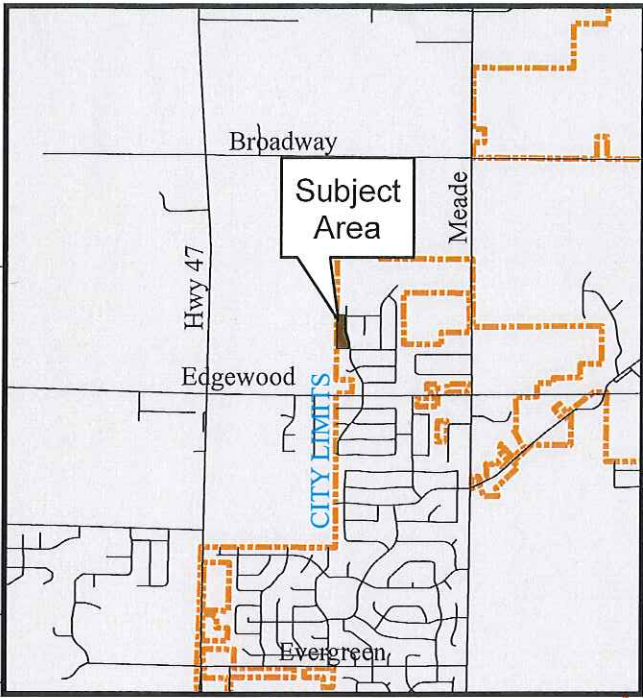 Broadway
Subject
Area
Meade
Hwy 47
Edgewood
CITY LIMITS
Evergreen